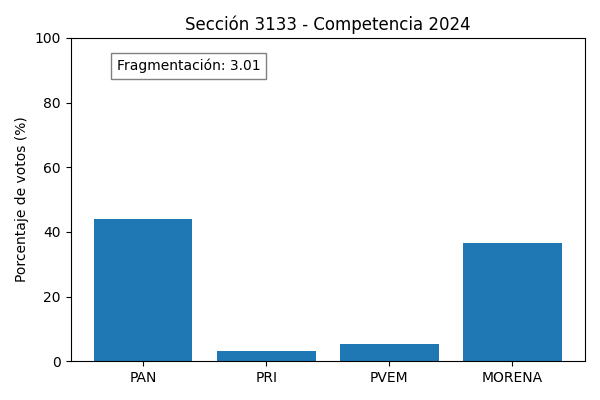 Sección 3133 - Competencia 2024
Fragmentación: 3.01
Porcentaje de votos (%)
100
80
60
40
20
0
PAN PRI PVEM MORENA